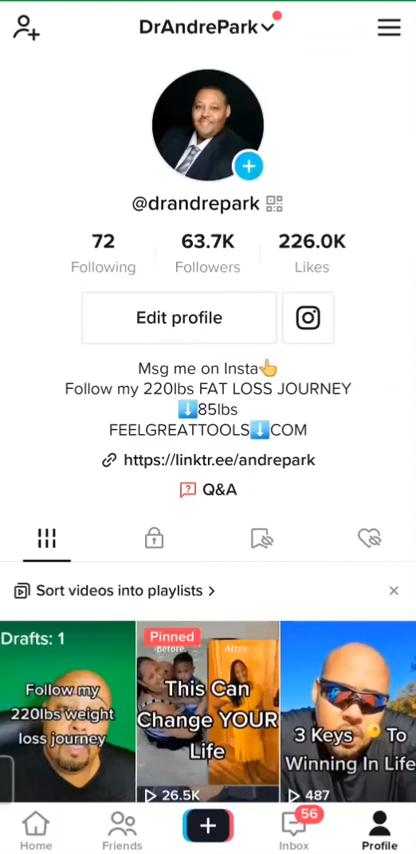 DrAndrePark
@drandrepark
72
Following
63.7K
Followers
226.0K
Likes
Edit profile
Msg me on Insta👆
Follow my 220lbs FAT LOSS JOURNEY
⬇️85lbs
FEELGREATTOOLS⬇️COM
https://linktr.ee/andrepark
Q&A
Sort videos into playlists >
Drafts: 1
Follow my
220lbs weight
loss journey
Pinned
Before.
After
This Can
Change YOUR
Life
26.5K
3 Keys 🔑 To
Winning In Life
487
Home
Friends
56
Inbox
Profile